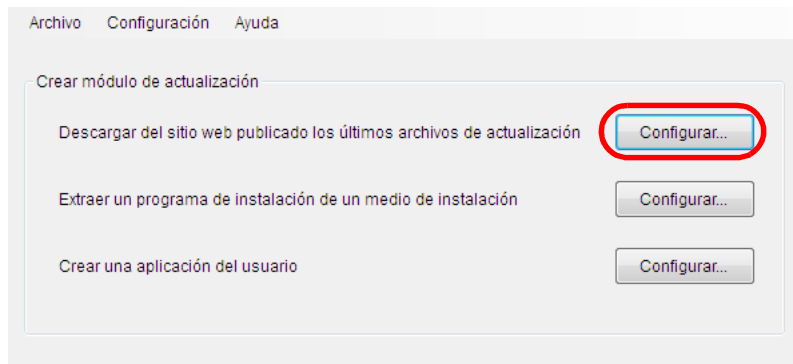 Archivo Configuración Ayuda
Crear módulo de actualización
Descargar del sitio web publicado los últimos archivos de actualización Configurar...
Extraer un programa de instalación de un medio de instalación Configurar...
Crear una aplicación del usuario Configurar...